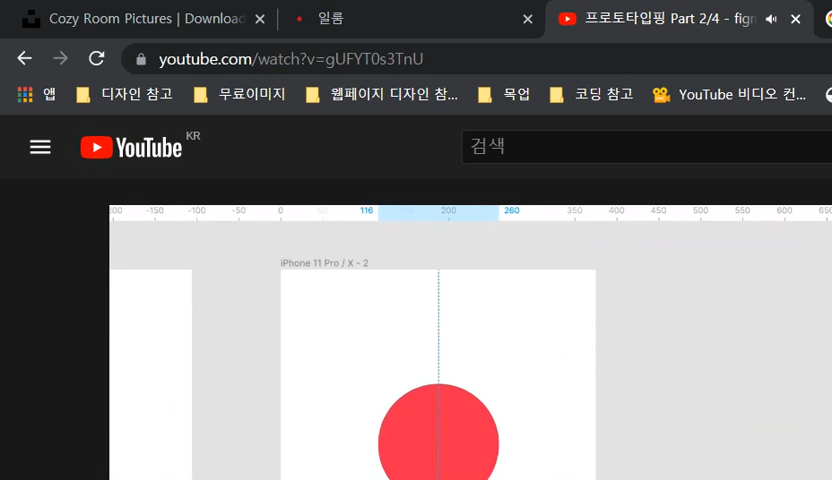 Cozy Room Pictures | Download
일룸
프로토타입핑 Part 2/4 - figm
youtube.com/watch?v=gUFYT0s3TnU
앱 디자인 참고 무료이미지 웹페이지 디자인 참... 목업 코딩 참고 YouTube 비디오 컨...
YouTube KR
검색
-150 -100 -50 0 50 116 200 260 350 400 450 500 550 600
iPhone 11 Pro / X - 2